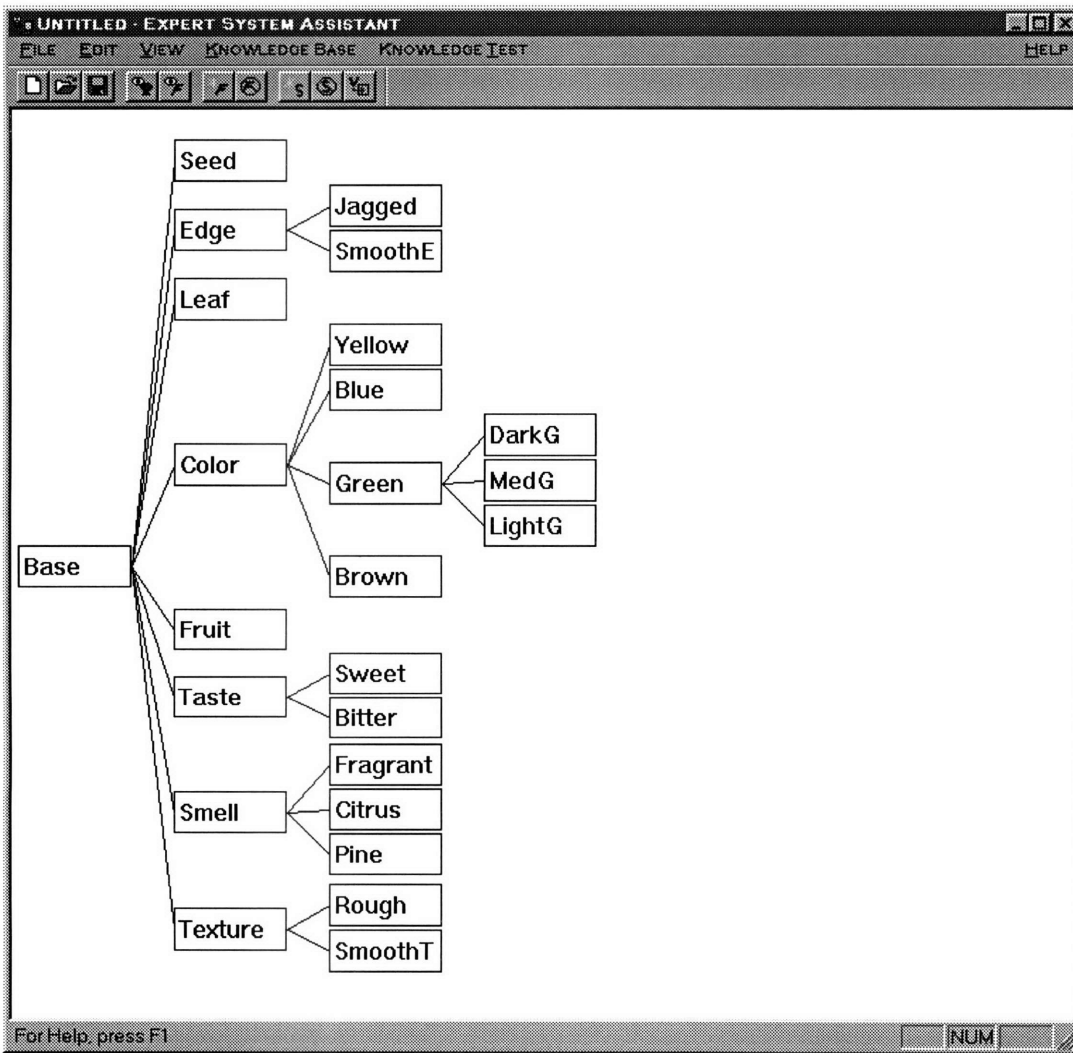 UNTITLED - EXPERT SYSTEM ASSISTANT
FILE EDIT VIEW KNOWLEDGE BASE KNOWLEDGE TEST HELP
Seed
Edge
Jagged
SmoothE
Leaf
Color
Yellow
Blue
Green
DarkG
MedG
LightG
Brown
Base
Fruit
Taste
Sweet
Bitter
Smell
Fragrant
Citrus
Pine
Texture
Rough
SmoothT
For Help, press F1
NUM